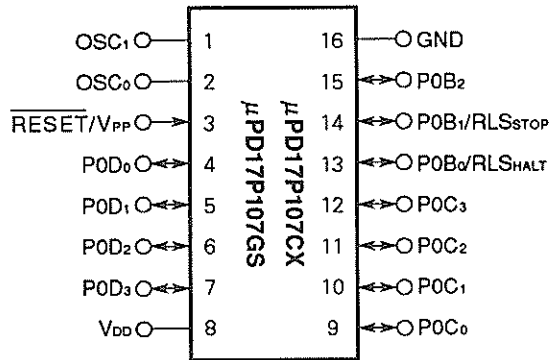 OSC₁ 1 16 GND
OSC₀ 2 15 P0B₂
RESET/VPP 3 14 P0B₁/RLSSTOP
P0D₀ 4 13 P0B₀/RLSHALT
P0D₁ 5 12 P0C₃
P0D₂ 6 11 P0C₂
P0D₃ 7 10 P0C₁
VDD 8 9 P0C₀
μPD17P107CX
μPD17P107GS